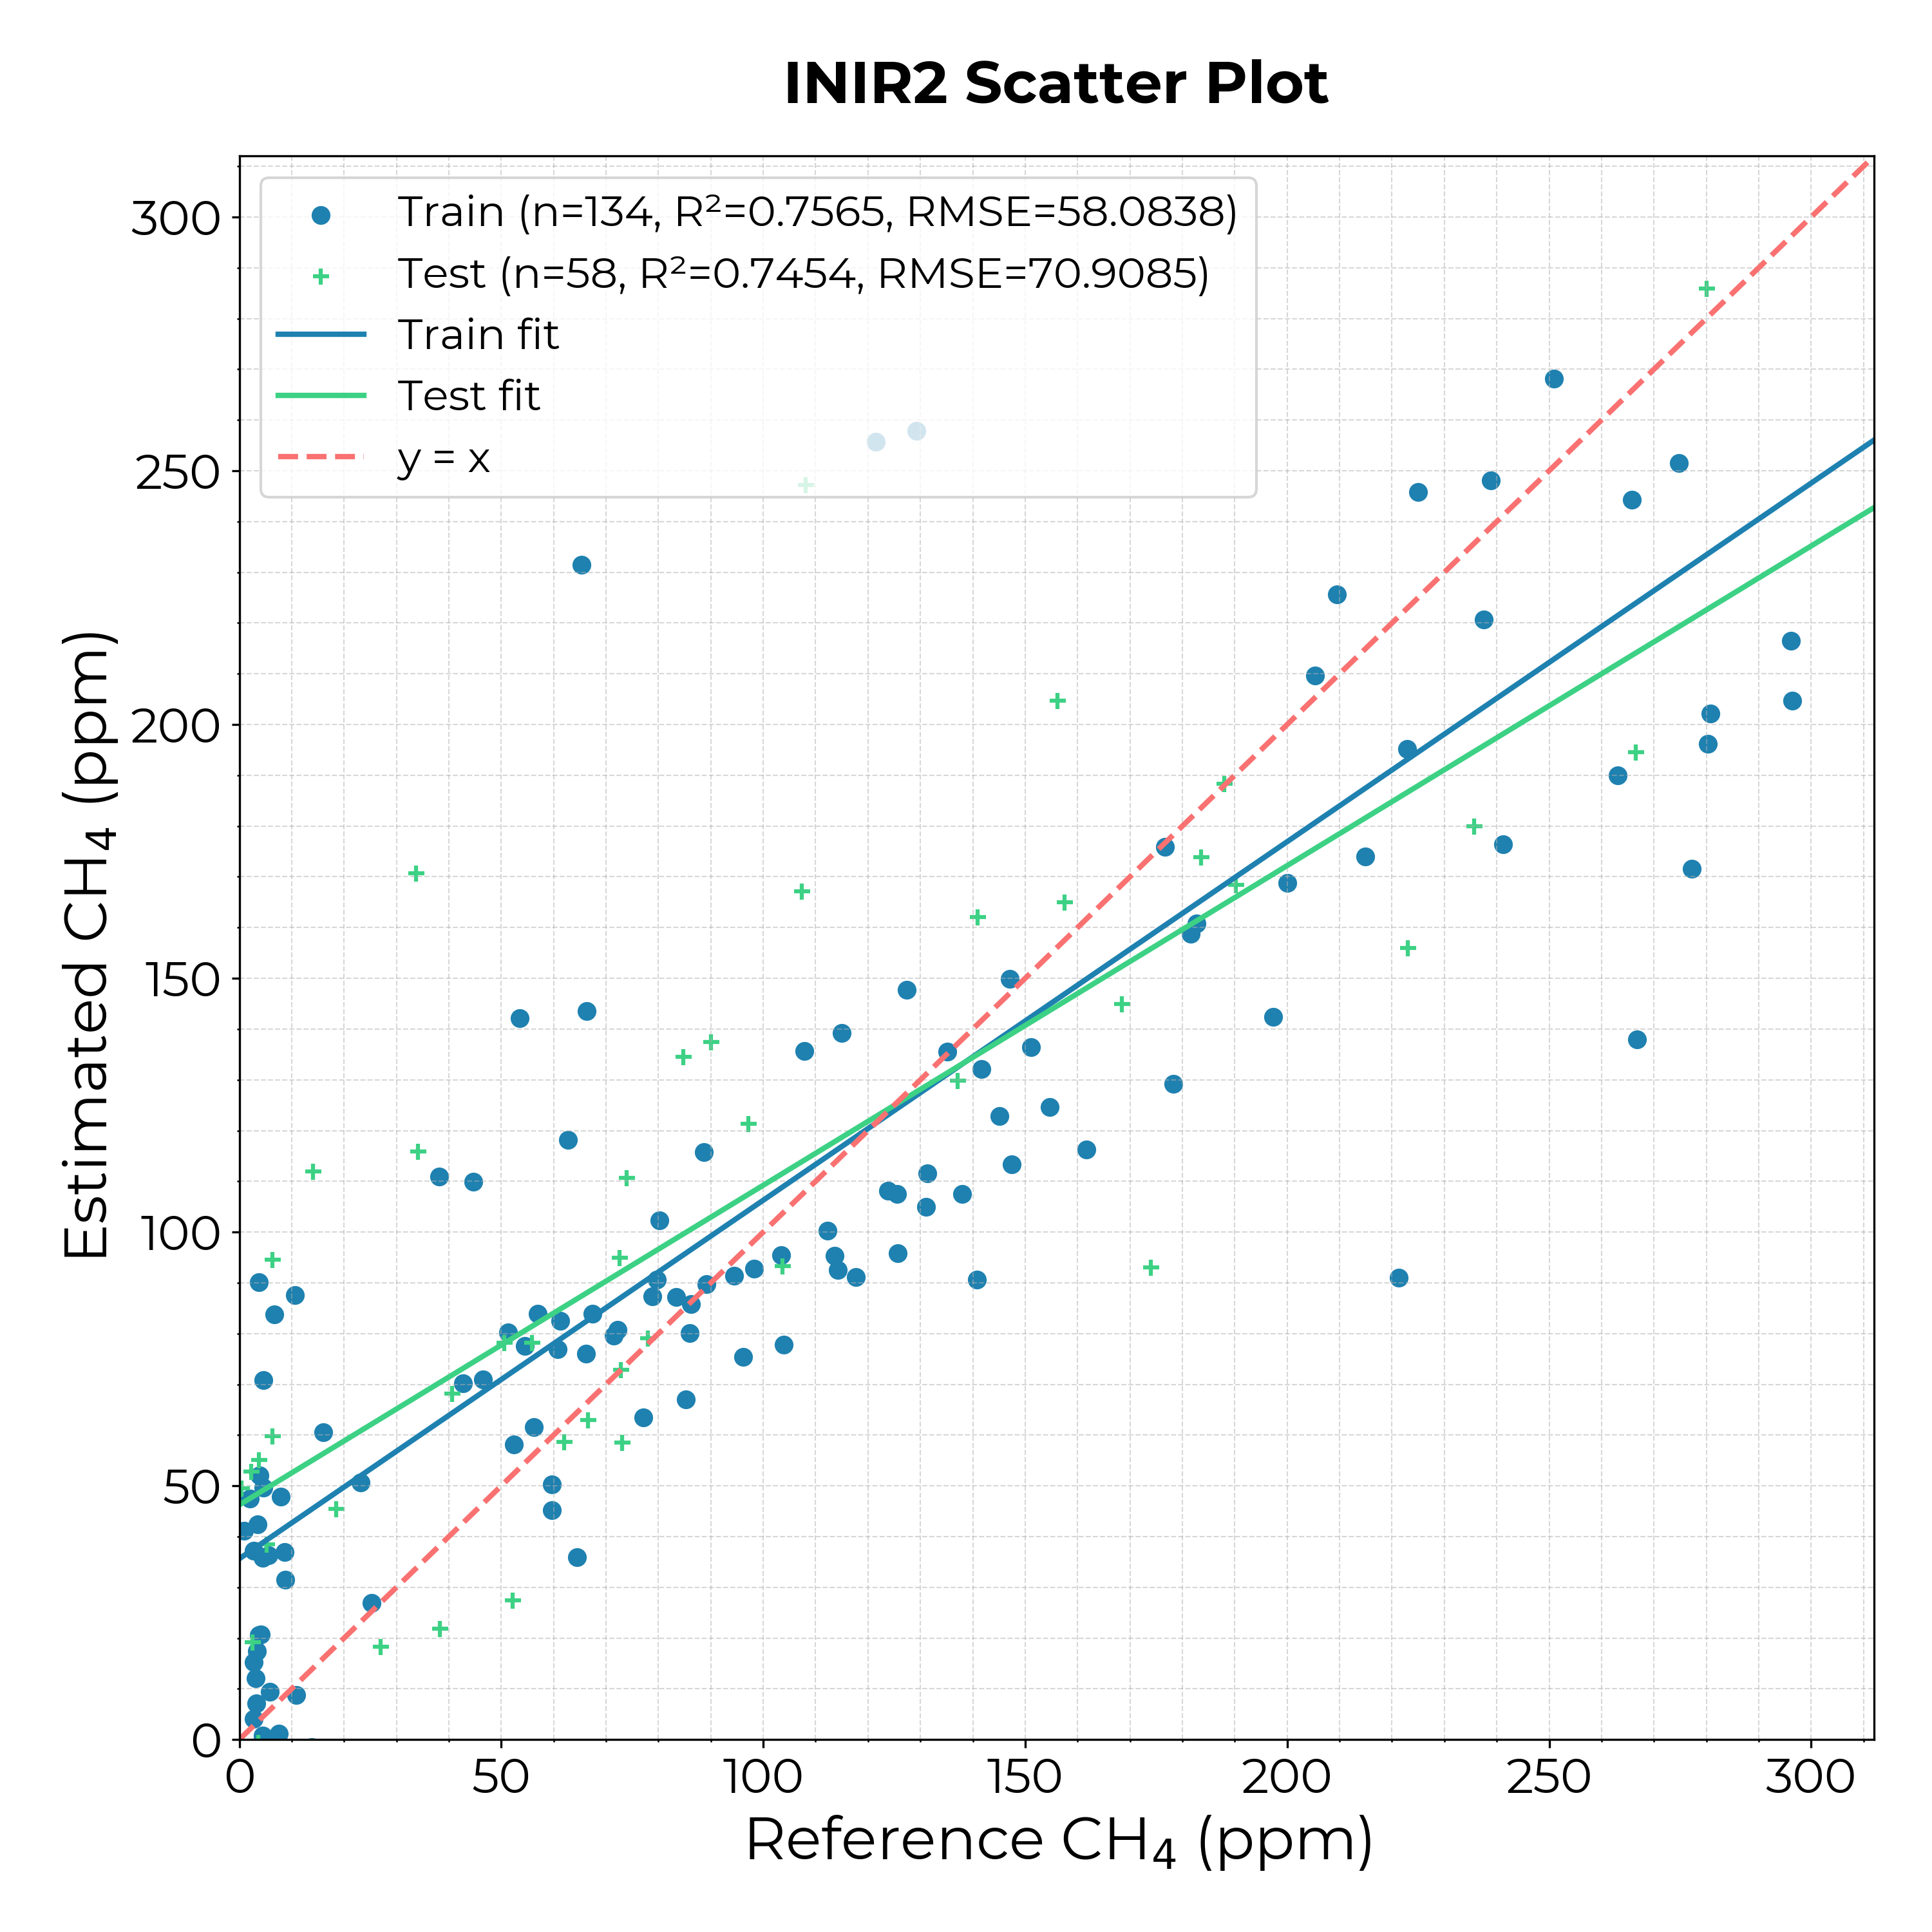 INIR2 Scatter Plot
Train (n=134, R²=0.7565, RMSE=58.0838)
Test (n=58, R²=0.7454, RMSE=70.9085)
Train fit
Test fit
y = x
Estimated CH₄ (ppm)
300
250
200
150
100
50
0
0 50 100 150 200 250 300
Reference CH₄ (ppm)